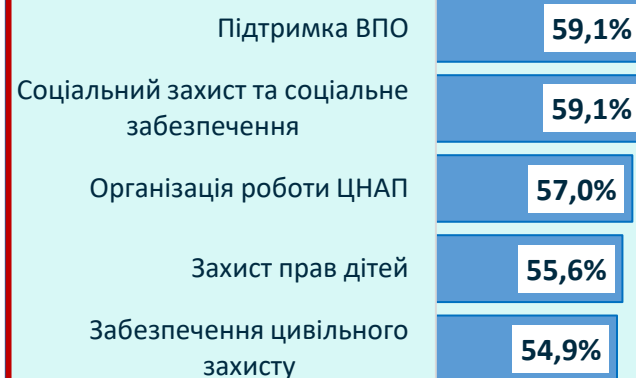 Підтримка ВПО 59,1%
Соціальний захист та соціальне
забезпечення 59,1%
Організація роботи ЦНАП 57,0%
Захист прав дітей 55,6%
Забезпечення цивільного
захисту 54,9%